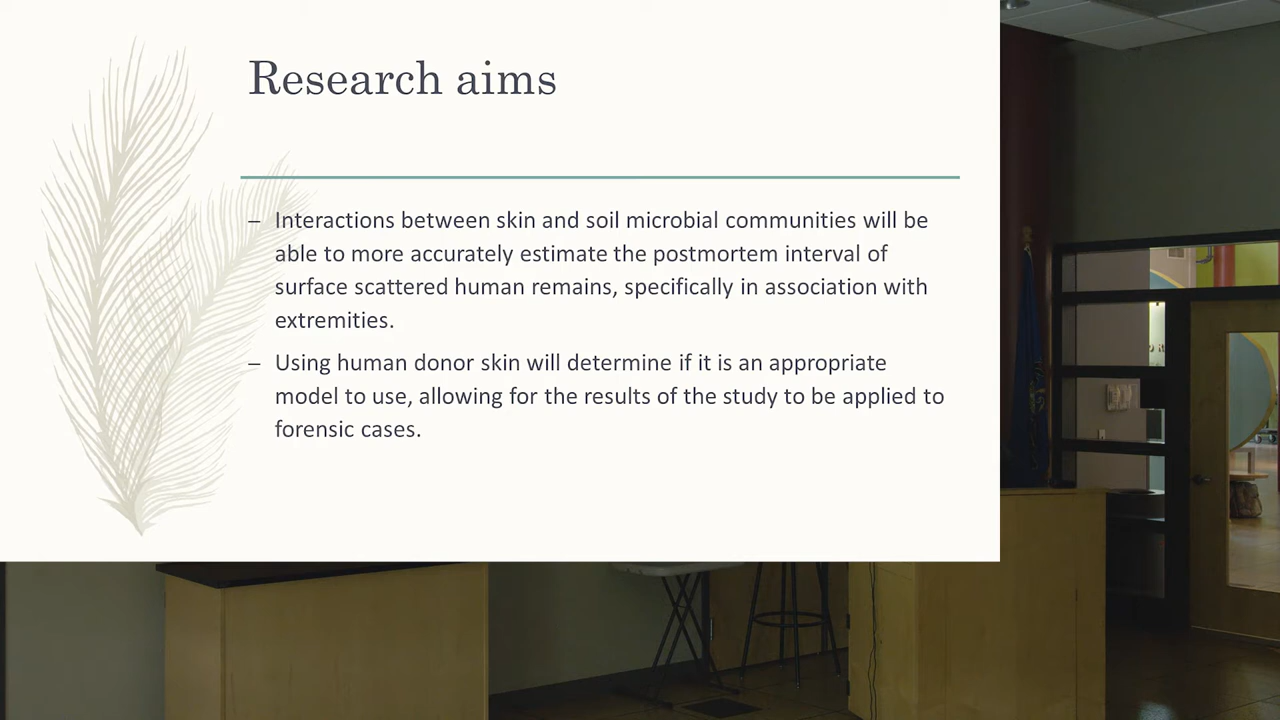 Research aims
– Interactions between skin and soil microbial communities will be
able to more accurately estimate the postmortem interval of
surface scattered human remains, specifically in association with
extremities.
– Using human donor skin will determine if it is an appropriate
model to use, allowing for the results of the study to be applied to
forensic cases.